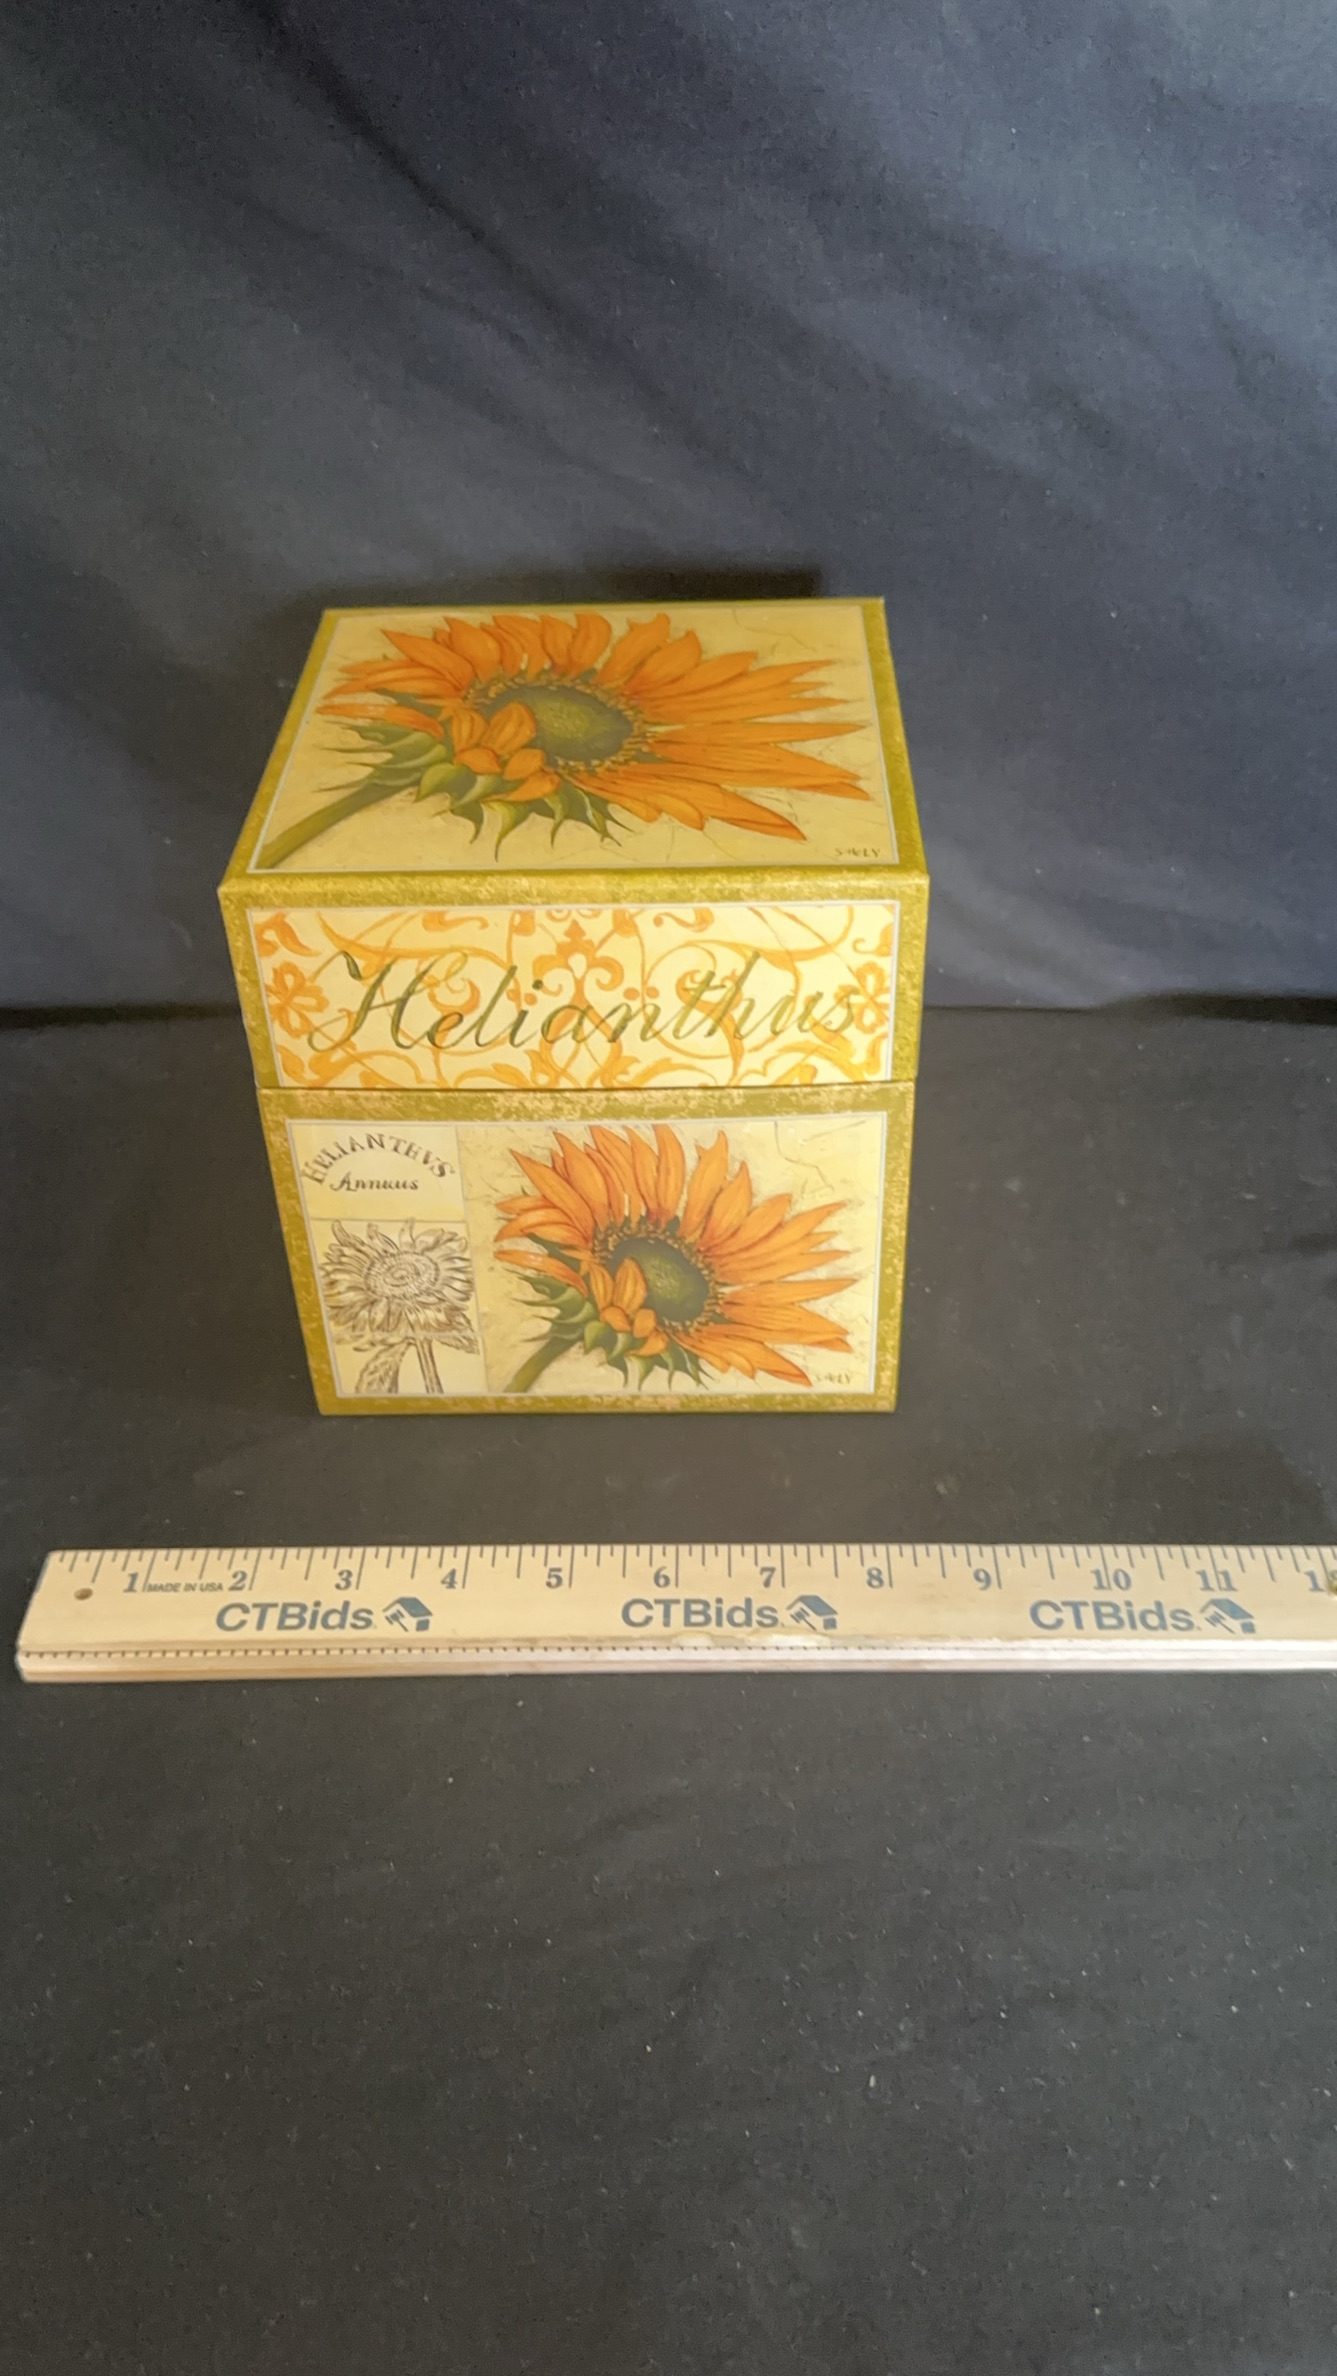 Helianthus
HELIANTHVS
Annuus
1 MADE IN USA 2 3 4 5 6 7 8 9 10 11
CTBids CTBids CTBids